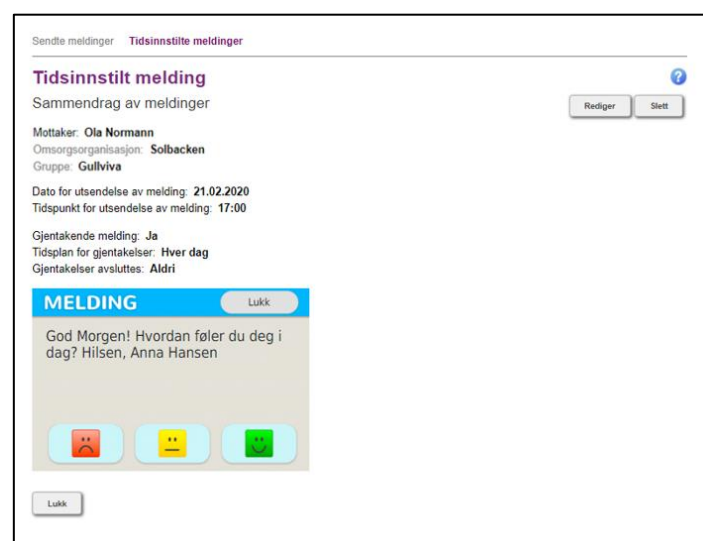 Sendte meldinger Tidsinnstilte meldinger
Tidsinnstilt melding
?
Sammendrag av meldinger
Rediger Slett
Mottaker: Ola Normann
Omsorgsorganisasjon: Solbacken
Gruppe: Gullviva
Dato for utsendelse av melding: 21.02.2020
Tidspunkt for utsendelse av melding: 17:00
Gjentakende melding: Ja
Tidsplan for gjentakelser: Hver dag
Gjentakelser avsluttes: Aldri
MELDING Lukk
God Morgen! Hvordan føler du deg i
dag? Hilsen, Anna Hansen
Lukk